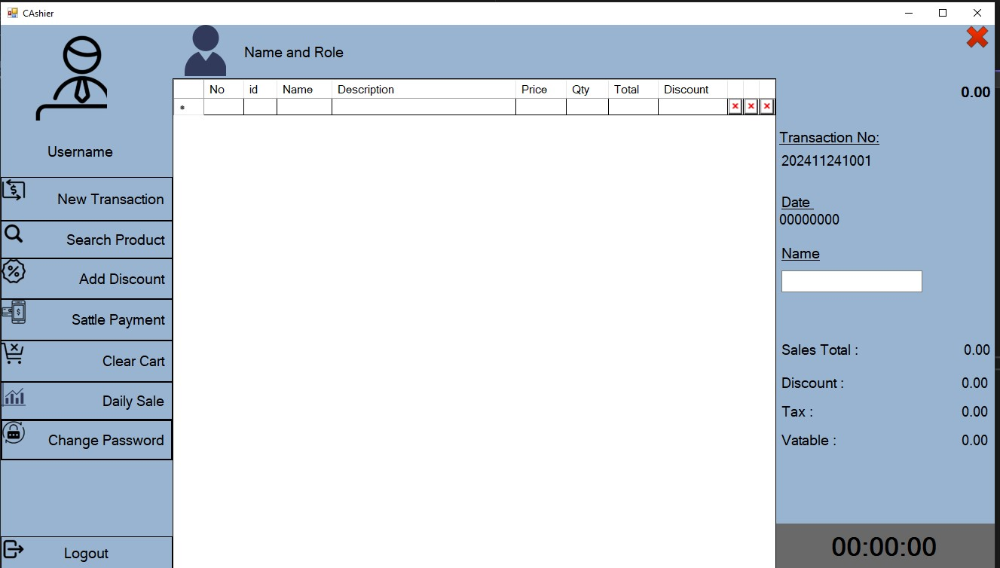 CAshier
Name and Role
Username
New Transaction
Search Product
Add Discount
Sattle Payment
Clear Cart
Daily Sale
Change Password
Logout
No id Name Description Price Qty Total Discount
0.00
Transaction No:
202411241001
Date
00000000
Name
Sales Total : 0.00
Discount : 0.00
Tax : 0.00
Vatable : 0.00
00:00:00